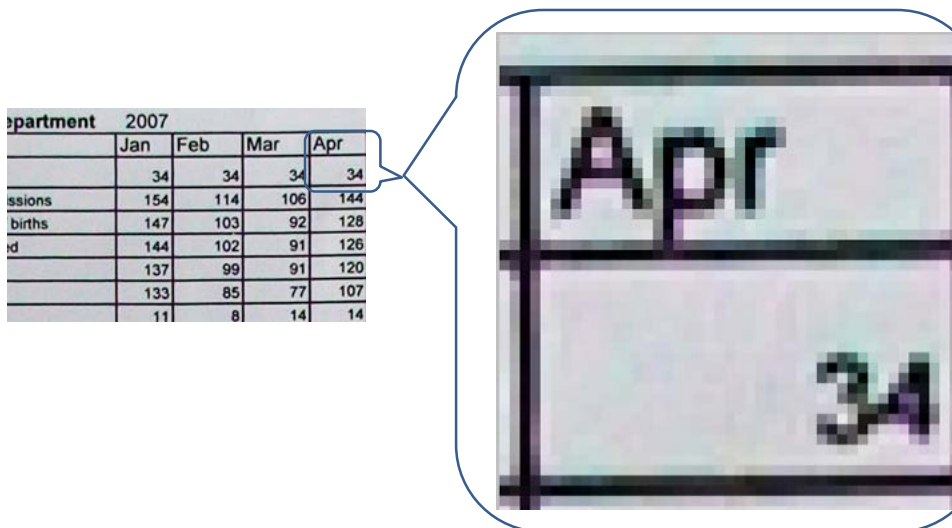 epartment 2007
Jan Feb Mar Apr
34 34 34 34
ssions 154 114 106 144
births 147 103 92 128
ed 144 102 91 126
137 99 91 120
133 85 77 107
11 8 14 14
Apr
34